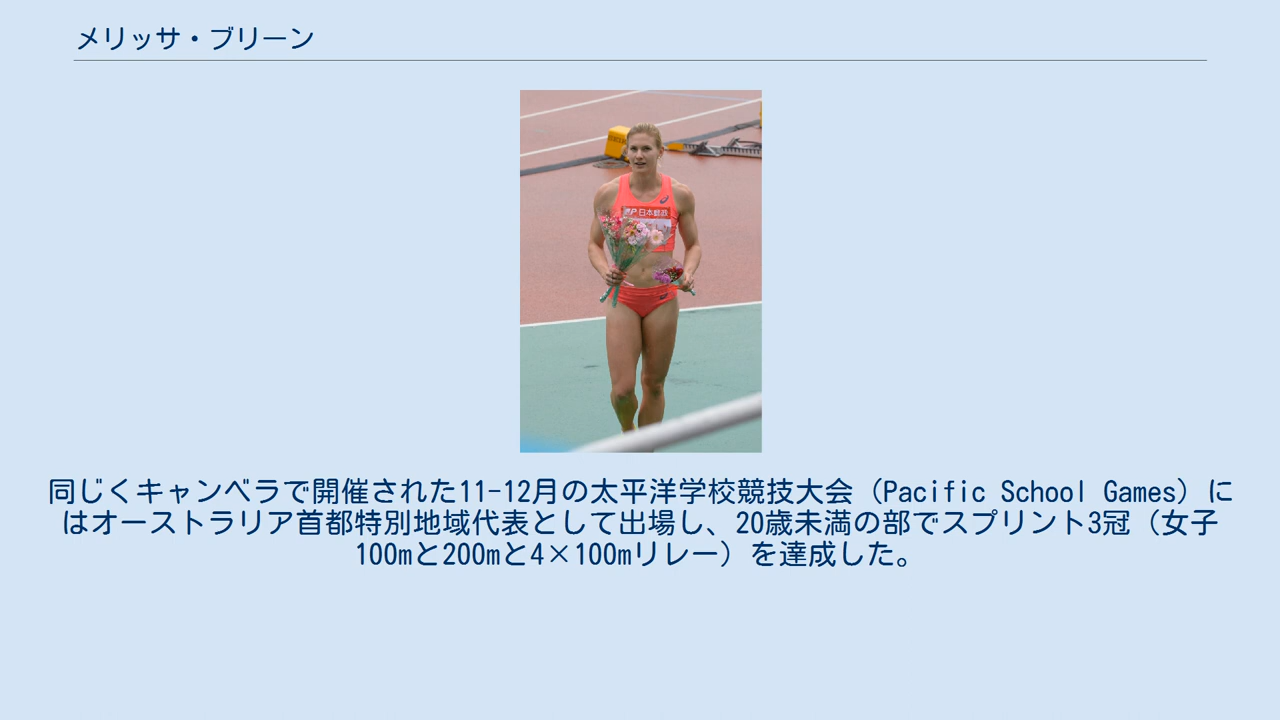 メリッサ・ブリーン
日本郵政
同じくキャンベラで開催された11-12月の太平洋学校競技大会（Pacific School Games）に
はオーストラリア首都特別地域代表として出場し、20歳未満の部でスプリント3冠（女子
100mと200mと4×100mリレー）を達成した。